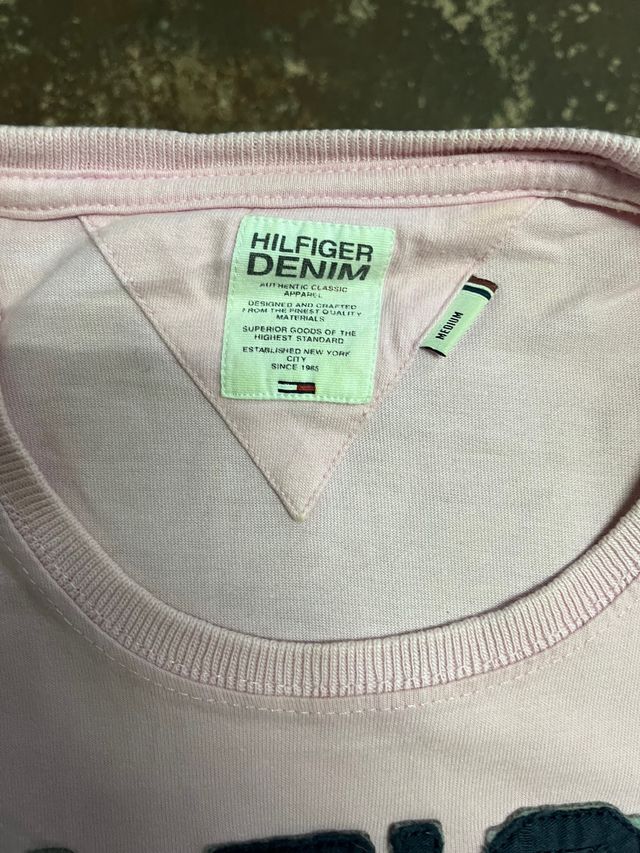 HILFIGER
DENIM
AUTHENTIC CLASSIC
APPAREL
DESIGNED AND CRAFTED
FROM THE FINEST QUALITY
MATERIALS
SUPERIOR GOODS OF THE
HIGHEST STANDARD
ESTABLISHED NEW YORK
CITY
SINCE 1985
MEDIUM